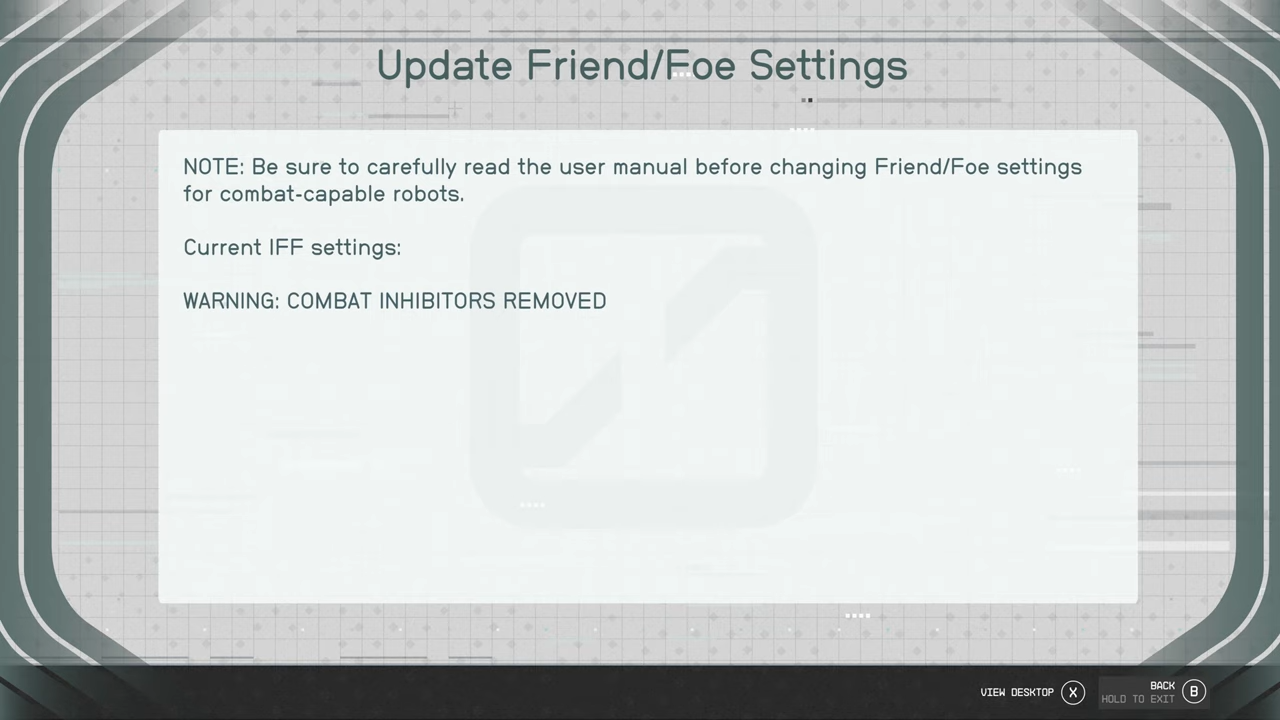 Update Friend/Foe Settings
NOTE: Be sure to carefully read the user manual before changing Friend/Foe settings
for combat-capable robots.
Current IFF settings:
WARNING: COMBAT INHIBITORS REMOVED
VIEW DESKTOP X
BACK
HOLD TO EXIT B